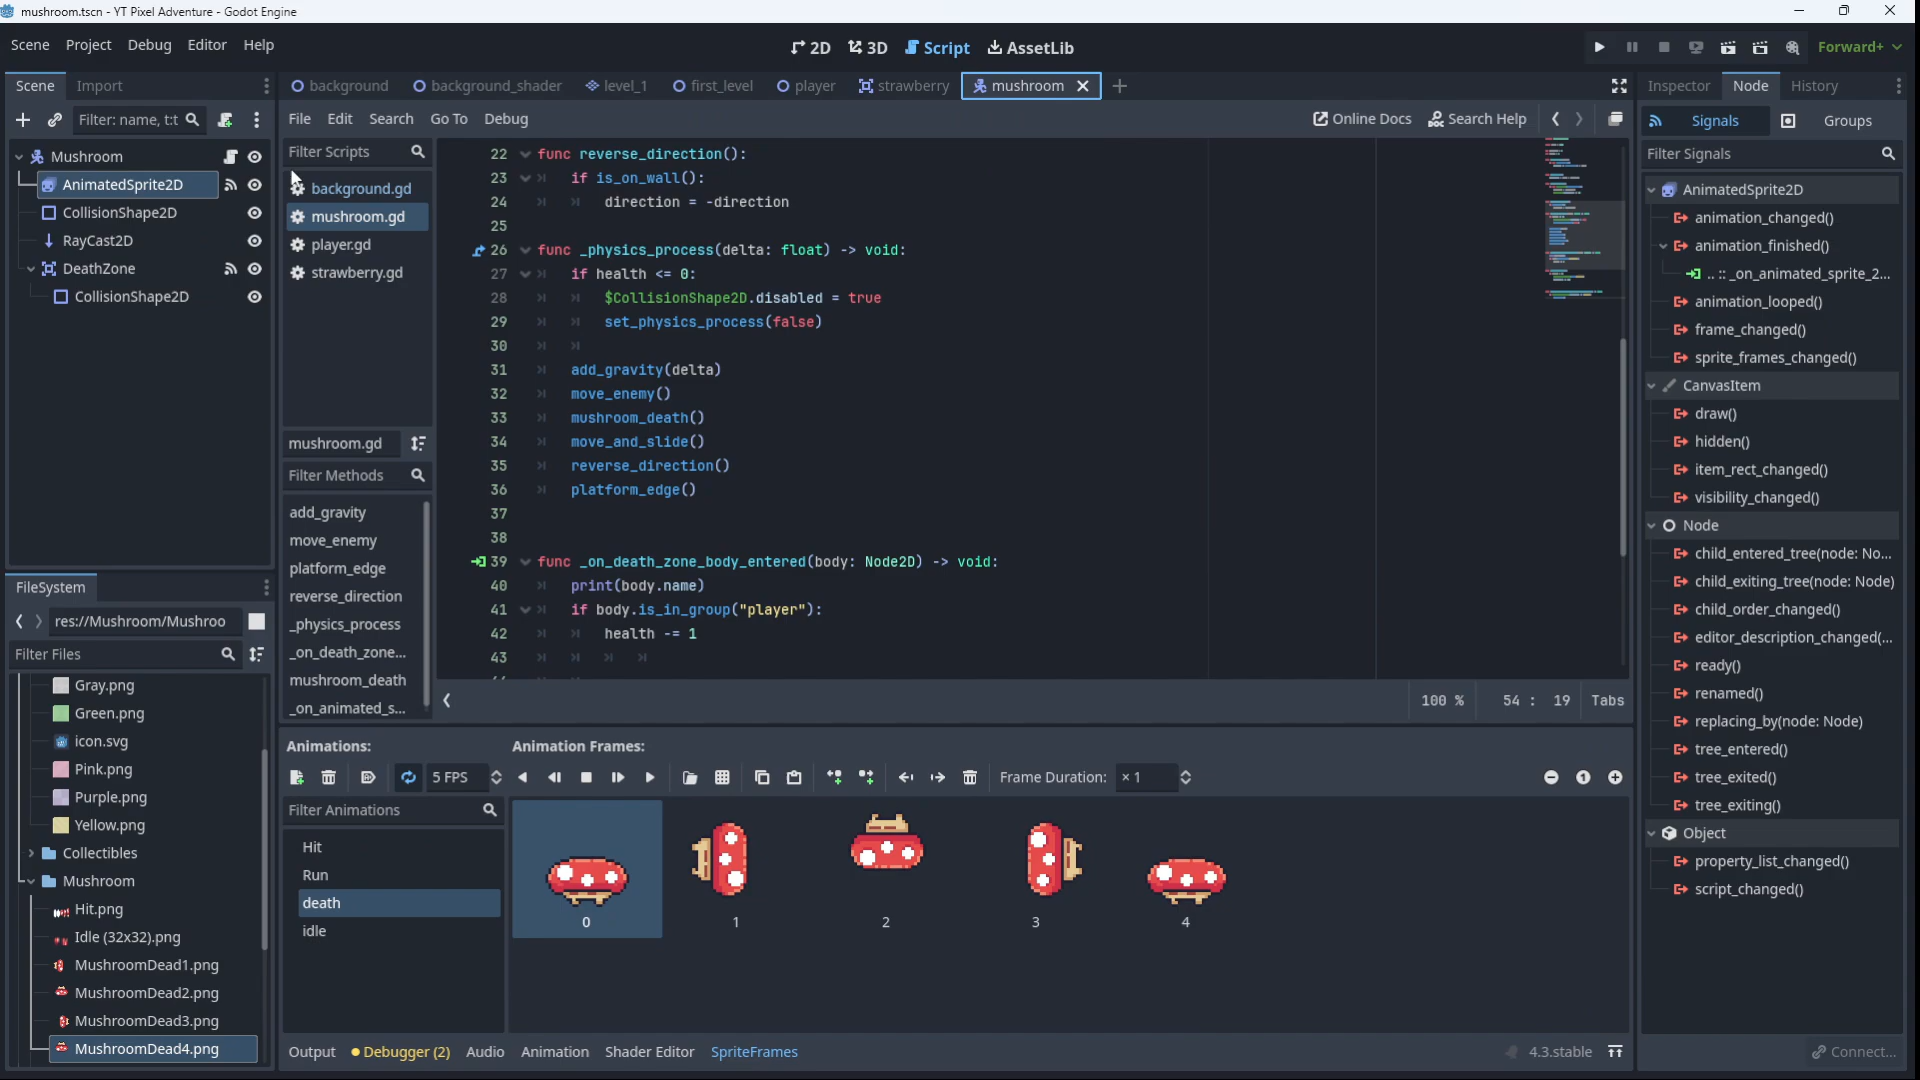 mushroom.tscn - YT Pixel Adventure - Godot Engine
Scene Project Debug Editor Help
2D 3D Script AssetLib
Forward+
Scene Import
background background_shader level_1 first_level player strawberry mushroom
Inspector Node History
Filter: name, t:t
File Edit Search Go To Debug
Online Docs Search Help
Signals Groups
Mushroom
AnimatedSprite2D
CollisionShape2D
RayCast2D
DeathZone
CollisionShape2D
Filter Scripts
background.gd
mushroom.gd
player.gd
strawberry.gd
mushroom.gd
Filter Methods
add_gravity
move_enemy
platform_edge
reverse_direction
_physics_process
_on_death_zone...
mushroom_death
_on_animated_s...
22 func reverse_direction():
23 if is_on_wall():
24 direction = -direction
25
26 func _physics_process(delta: float) -> void:
27 if health <= 0:
28 $CollisionShape2D.disabled = true
29 set_physics_process(false)
30
31 add_gravity(delta)
32 move_enemy()
33 mushroom_death()
34 move_and_slide()
35 reverse_direction()
36 platform_edge()
37
38
39 func _on_death_zone_body_entered(body: Node2D) -> void:
40 print(body.name)
41 if body.is_in_group("player"):
42 health -= 1
43
100 % 54 : 19 Tabs
FileSystem
res://Mushroom/Mushroo
Filter Files
Gray.png
Green.png
icon.svg
Pink.png
Purple.png
Yellow.png
Collectibles
Mushroom
Hit.png
Idle (32x32).png
MushroomDead1.png
MushroomDead2.png
MushroomDead3.png
MushroomDead4.png
Animations:
Animation Frames:
5 FPS
Frame Duration: ×1
Filter Animations
Hit
Run
death
idle
0 1 2 3 4
Output Debugger (2) Audio Animation Shader Editor SpriteFrames
4.3.stable
Filter Signals
AnimatedSprite2D
animation_changed()
animation_finished()
.. :: _on_animated_sprite_2...
animation_looped()
frame_changed()
sprite_frames_changed()
CanvasItem
draw()
hidden()
item_rect_changed()
visibility_changed()
Node
child_entered_tree(node: No...
child_exiting_tree(node: Node)
child_order_changed()
editor_description_changed(...
ready()
renamed()
replacing_by(node: Node)
tree_entered()
tree_exited()
tree_exiting()
Object
property_list_changed()
script_changed()
Connect...